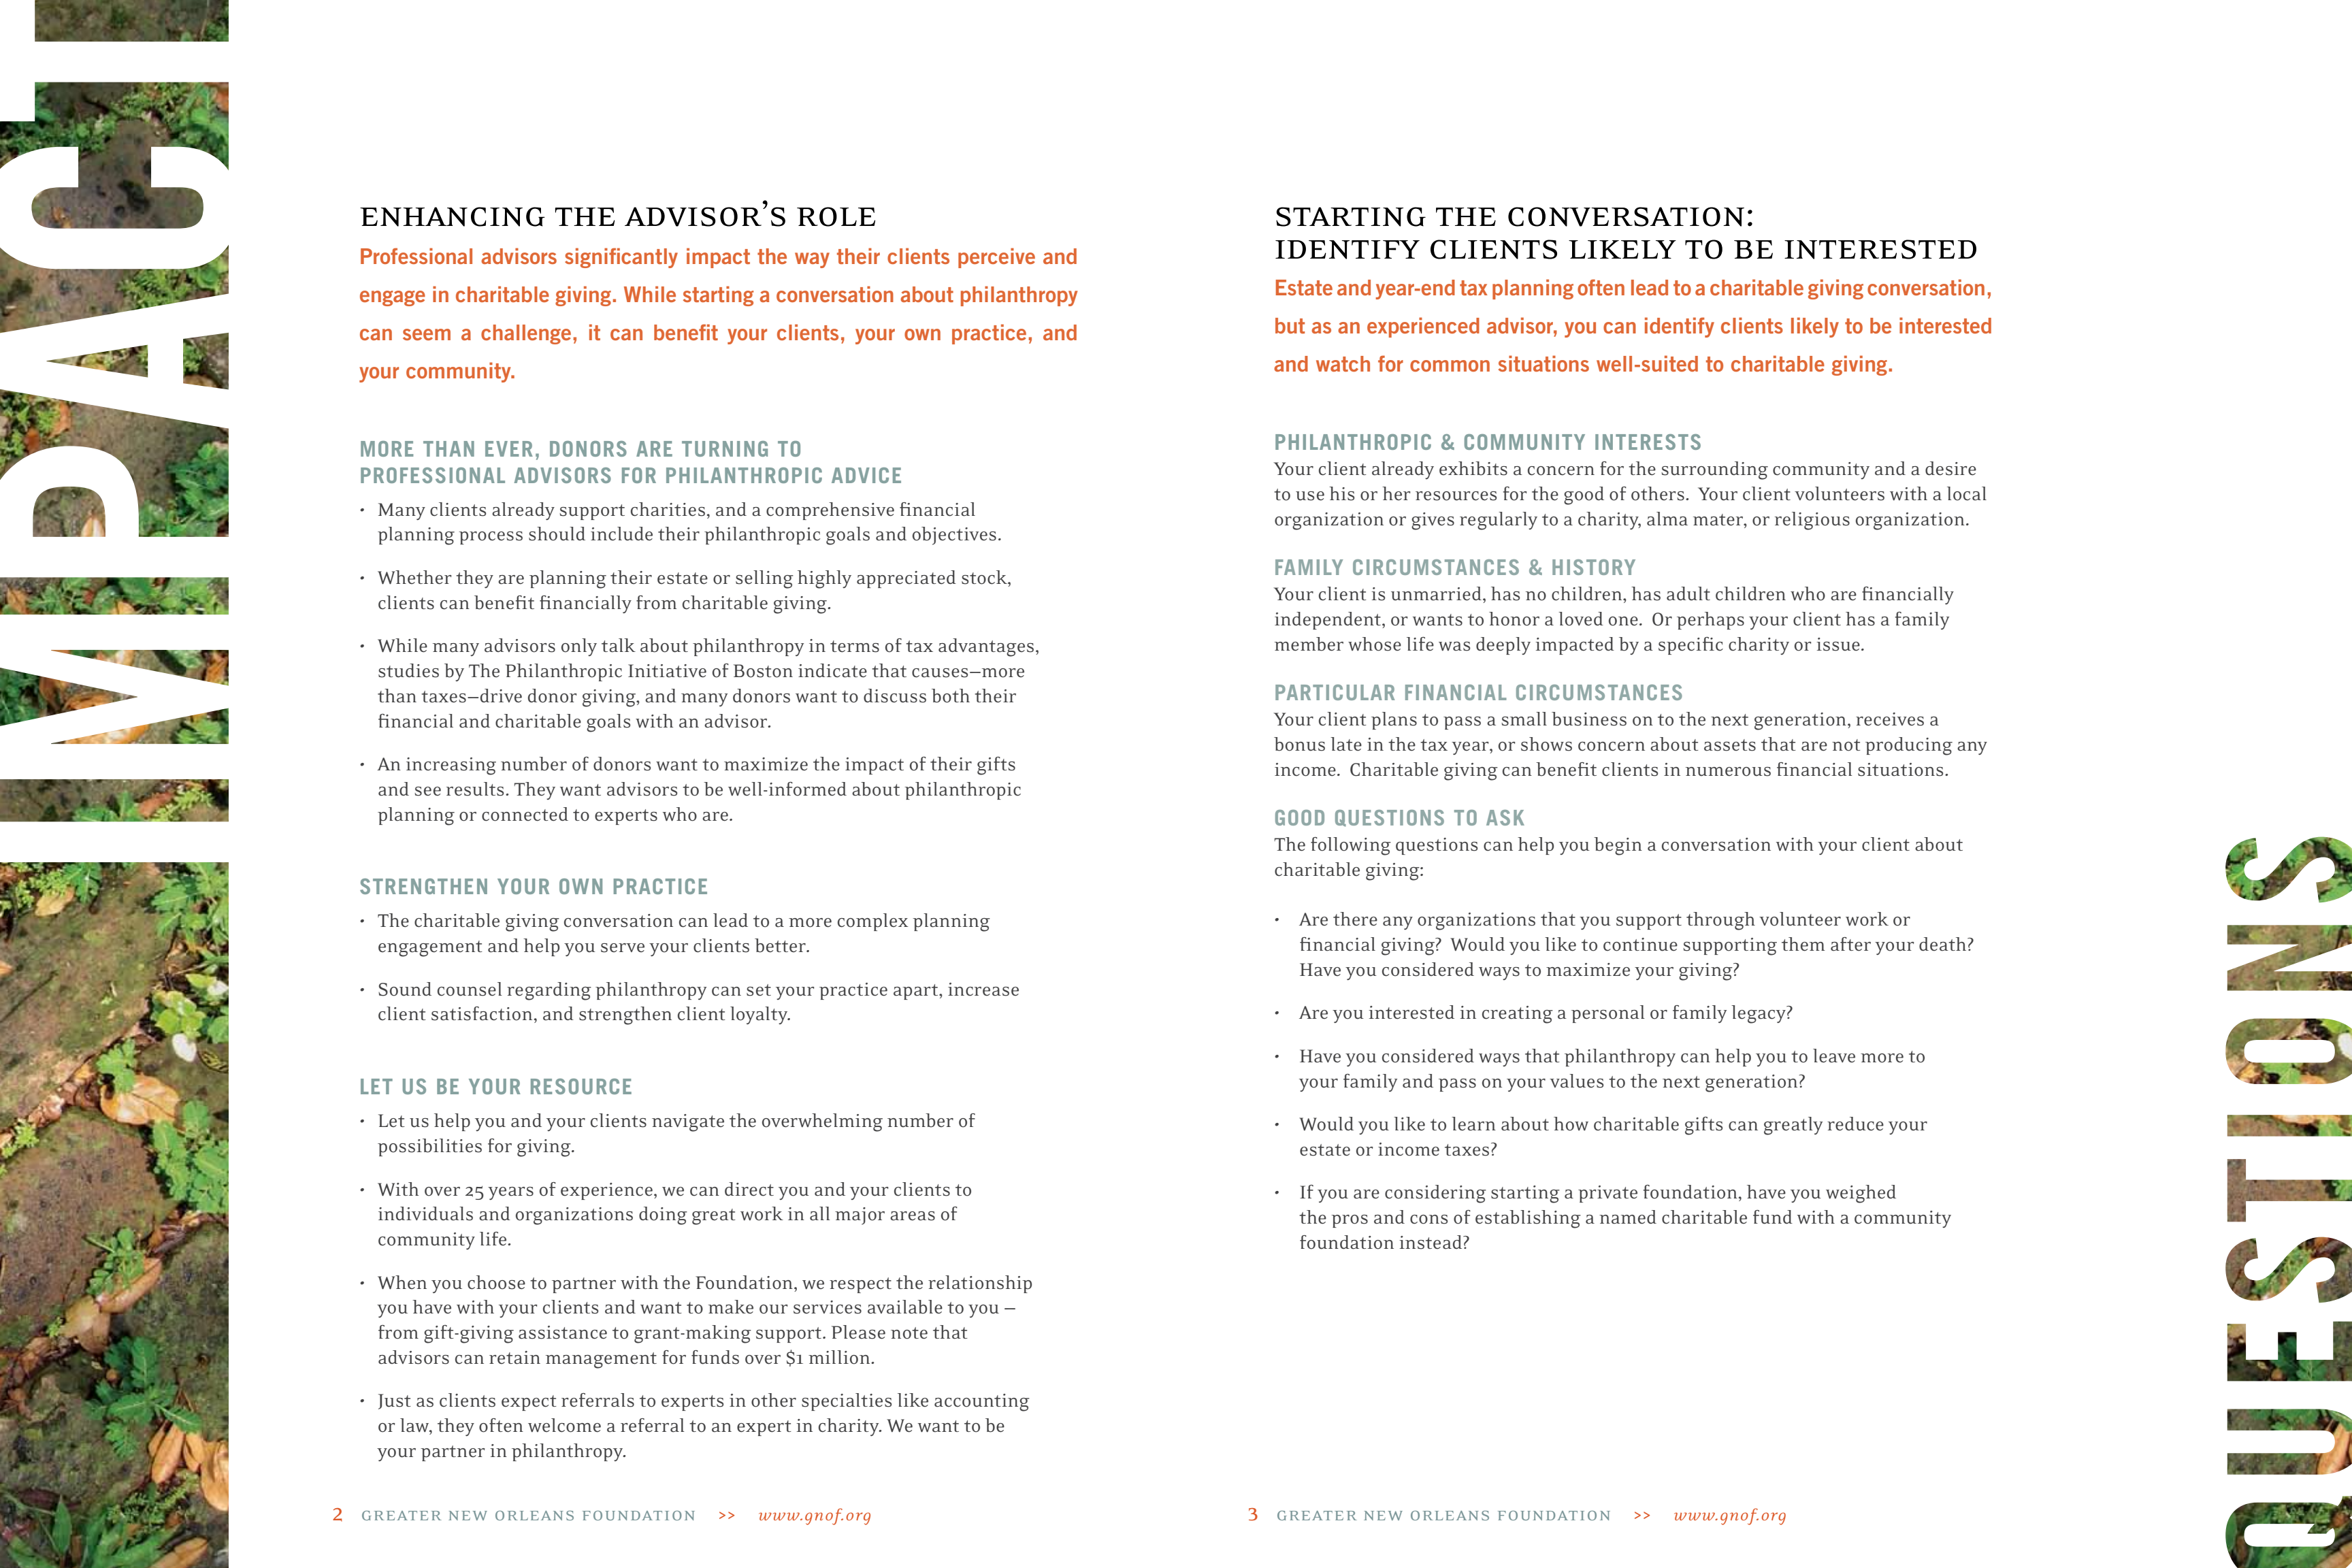 IMPACT
ENHANCING THE ADVISOR'S ROLE
Professional advisors significantly impact the way their clients perceive and
engage in charitable giving. While starting a conversation about philanthropy
can seem a challenge, it can benefit your clients, your own practice, and
your community.
MORE THAN EVER, DONORS ARE TURNING TO
PROFESSIONAL ADVISORS FOR PHILANTHROPIC ADVICE
• Many clients already support charities, and a comprehensive financial
planning process should include their philanthropic goals and objectives.
• Whether they are planning their estate or selling highly appreciated stock,
clients can benefit financially from charitable giving.
• While many advisors only talk about philanthropy in terms of tax advantages,
studies by The Philanthropic Initiative of Boston indicate that causes—more
than taxes—drive donor giving, and many donors want to discuss both their
financial and charitable goals with an advisor.
• An increasing number of donors want to maximize the impact of their gifts
and see results. They want advisors to be well-informed about philanthropic
planning or connected to experts who are.
STRENGTHEN YOUR OWN PRACTICE
• The charitable giving conversation can lead to a more complex planning
engagement and help you serve your clients better.
• Sound counsel regarding philanthropy can set your practice apart, increase
client satisfaction, and strengthen client loyalty.
LET US BE YOUR RESOURCE
• Let us help you and your clients navigate the overwhelming number of
possibilities for giving.
• With over 25 years of experience, we can direct you and your clients to
individuals and organizations doing great work in all major areas of
community life.
• When you choose to partner with the Foundation, we respect the relationship
you have with your clients and want to make our services available to you –
from gift-giving assistance to grant-making support. Please note that
advisors can retain management for funds over $1 million.
• Just as clients expect referrals to experts in other specialties like accounting
or law, they often welcome a referral to an expert in charity. We want to be
your partner in philanthropy.
2 GREATER NEW ORLEANS FOUNDATION >> www.gnof.org
STARTING THE CONVERSATION:
IDENTIFY CLIENTS LIKELY TO BE INTERESTED
Estate and year-end tax planning often lead to a charitable giving conversation,
but as an experienced advisor, you can identify clients likely to be interested
and watch for common situations well-suited to charitable giving.
PHILANTHROPIC & COMMUNITY INTERESTS
Your client already exhibits a concern for the surrounding community and a desire
to use his or her resources for the good of others. Your client volunteers with a local
organization or gives regularly to a charity, alma mater, or religious organization.
FAMILY CIRCUMSTANCES & HISTORY
Your client is unmarried, has no children, has adult children who are financially
independent, or wants to honor a loved one. Or perhaps your client has a family
member whose life was deeply impacted by a specific charity or issue.
PARTICULAR FINANCIAL CIRCUMSTANCES
Your client plans to pass a small business on to the next generation, receives a
bonus late in the tax year, or shows concern about assets that are not producing any
income. Charitable giving can benefit clients in numerous financial situations.
GOOD QUESTIONS TO ASK
The following questions can help you begin a conversation with your client about
charitable giving:
• Are there any organizations that you support through volunteer work or
financial giving? Would you like to continue supporting them after your death?
Have you considered ways to maximize your giving?
• Are you interested in creating a personal or family legacy?
• Have you considered ways that philanthropy can help you to leave more to
your family and pass on your values to the next generation?
• Would you like to learn about how charitable gifts can greatly reduce your
estate or income taxes?
• If you are considering starting a private foundation, have you weighed
the pros and cons of establishing a named charitable fund with a community
foundation instead?
3 GREATER NEW ORLEANS FOUNDATION >> www.gnof.org
QUESTIONS